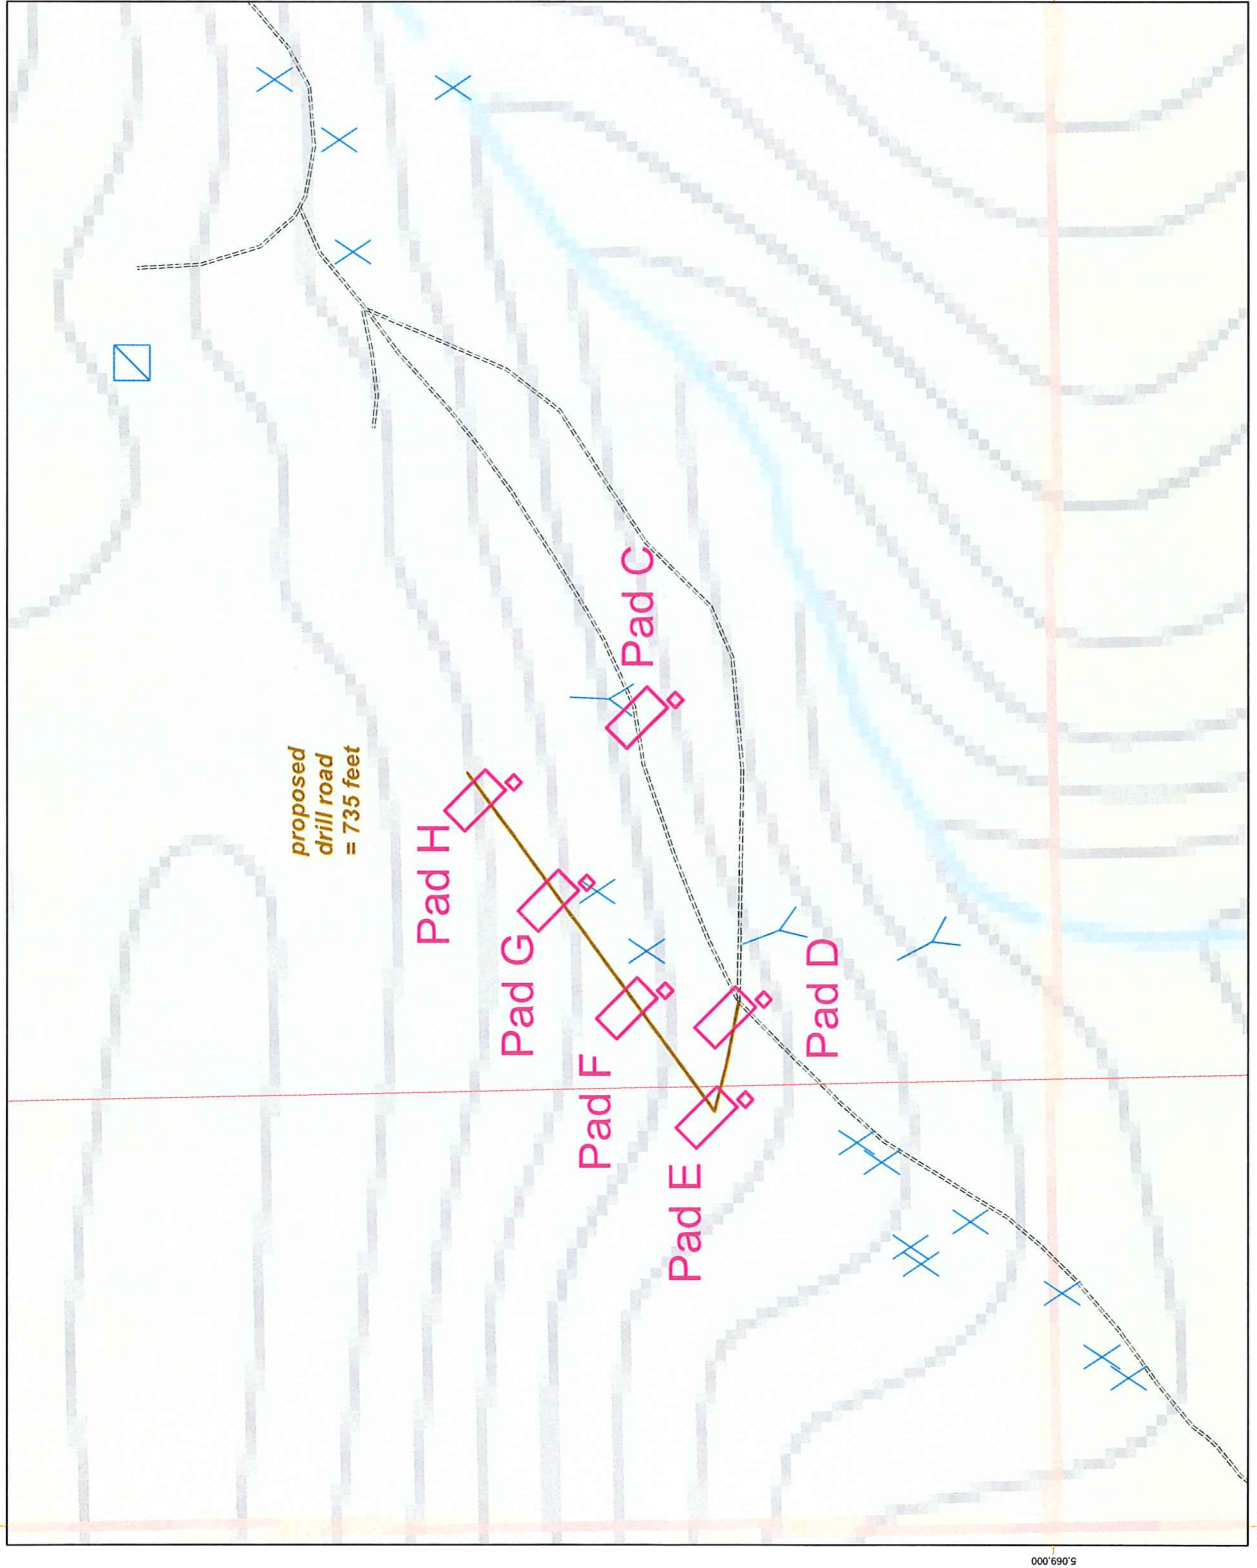 proposed
drill road
= 735 feet
Pad C
Pad H
Pad G
Pad D
Pad F
Pad E
5,069,000